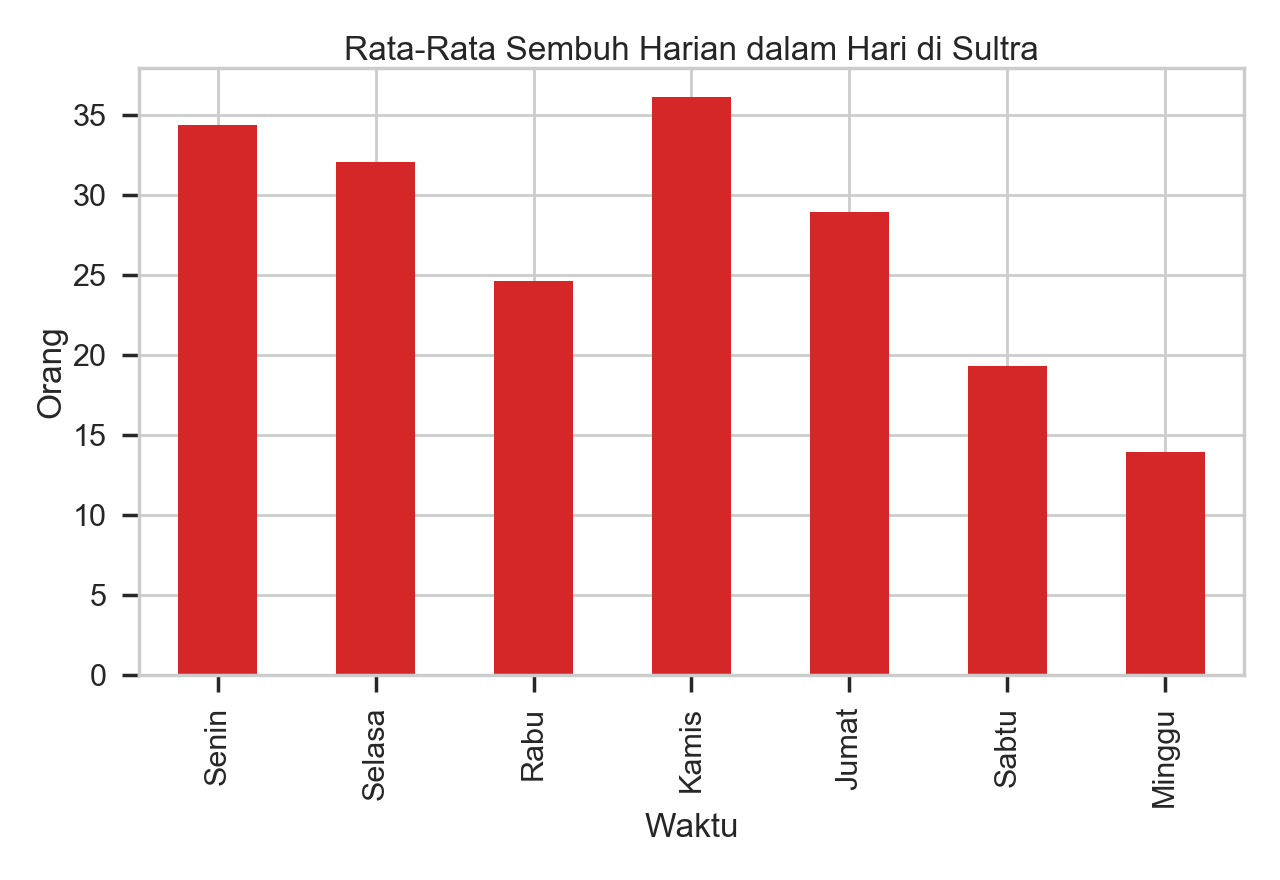 Rata-Rata Sembuh Harian dalam Hari di Sultra
35
30
25
20
15
10
5
0
Orang
Senin
Selasa
Rabu
Kamis
Jumat
Sabtu
Minggu
Waktu